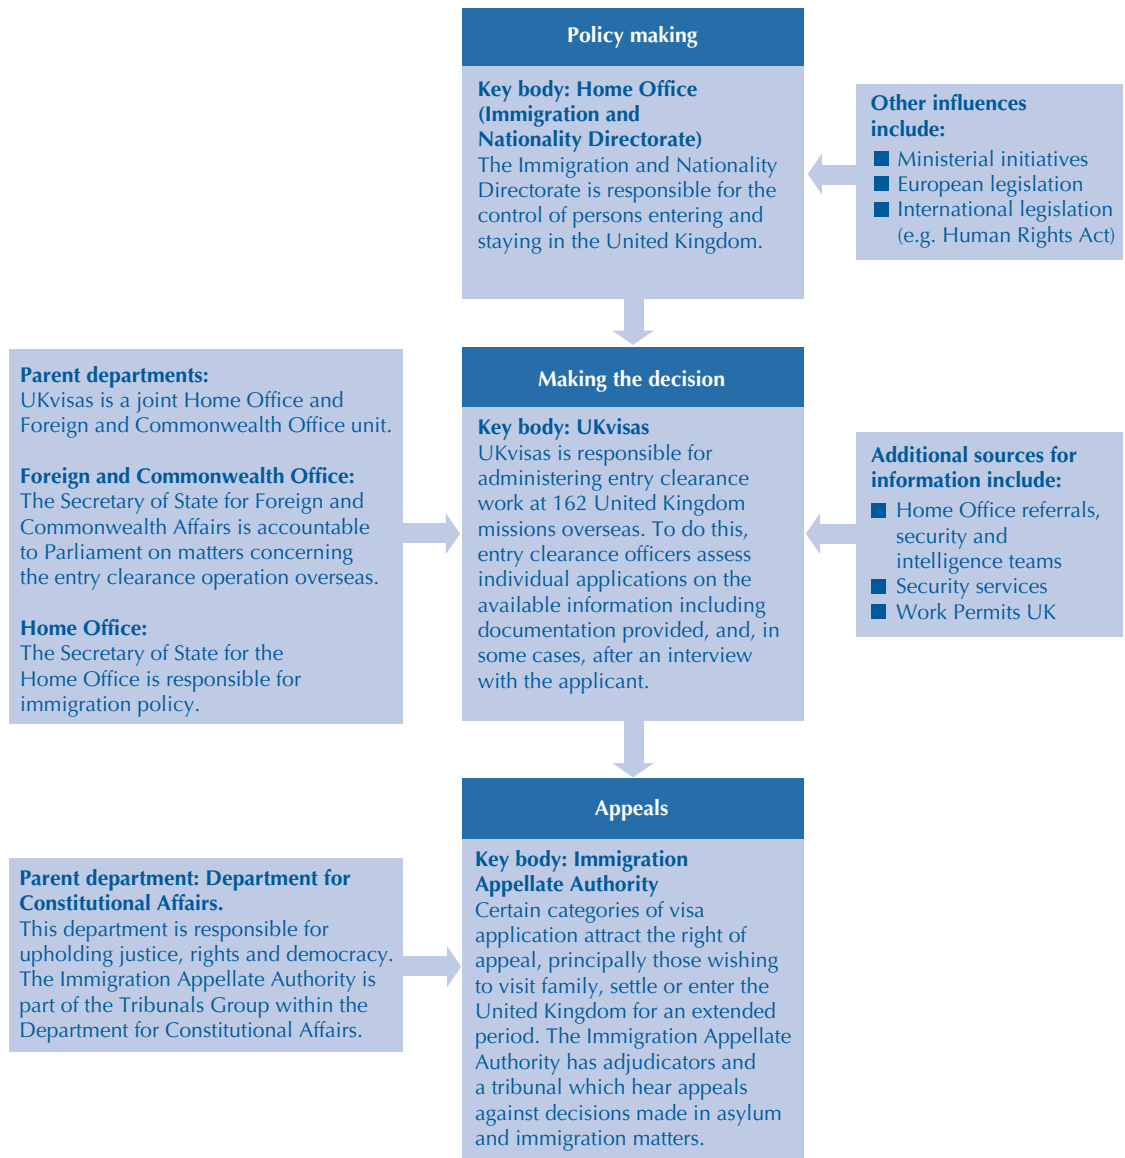 Policy making
Key body: Home Office
(Immigration and
Nationality Directorate)
The Immigration and Nationality
Directorate is responsible for the
control of persons entering and
staying in the United Kingdom.
Other influences
include:
Ministerial initiatives
European legislation
International legislation
(e.g. Human Rights Act)
Parent departments:
UKvisas is a joint Home Office and
Foreign and Commonwealth Office unit.
Foreign and Commonwealth Office:
The Secretary of State for Foreign and
Commonwealth Affairs is accountable
to Parliament on matters concerning
the entry clearance operation overseas.
Home Office:
The Secretary of State for the
Home Office is responsible for
immigration policy.
Making the decision
Key body: UKvisas
UKvisas is responsible for
administering entry clearance
work at 162 United Kingdom
missions overseas. To do this,
entry clearance officers assess
individual applications on the
available information including
documentation provided, and, in
some cases, after an interview
with the applicant.
Additional sources for
information include:
Home Office referrals,
security and
intelligence teams
Security services
Work Permits UK
Parent department: Department for
Constitutional Affairs.
This department is responsible for
upholding justice, rights and democracy.
The Immigration Appellate Authority is
part of the Tribunals Group within the
Department for Constitutional Affairs.
Appeals
Key body: Immigration
Appellate Authority
Certain categories of visa
application attract the right of
appeal, principally those wishing
to visit family, settle or enter the
United Kingdom for an extended
period. The Immigration Appellate
Authority has adjudicators and
a tribunal which hear appeals
against decisions made in asylum
and immigration matters.